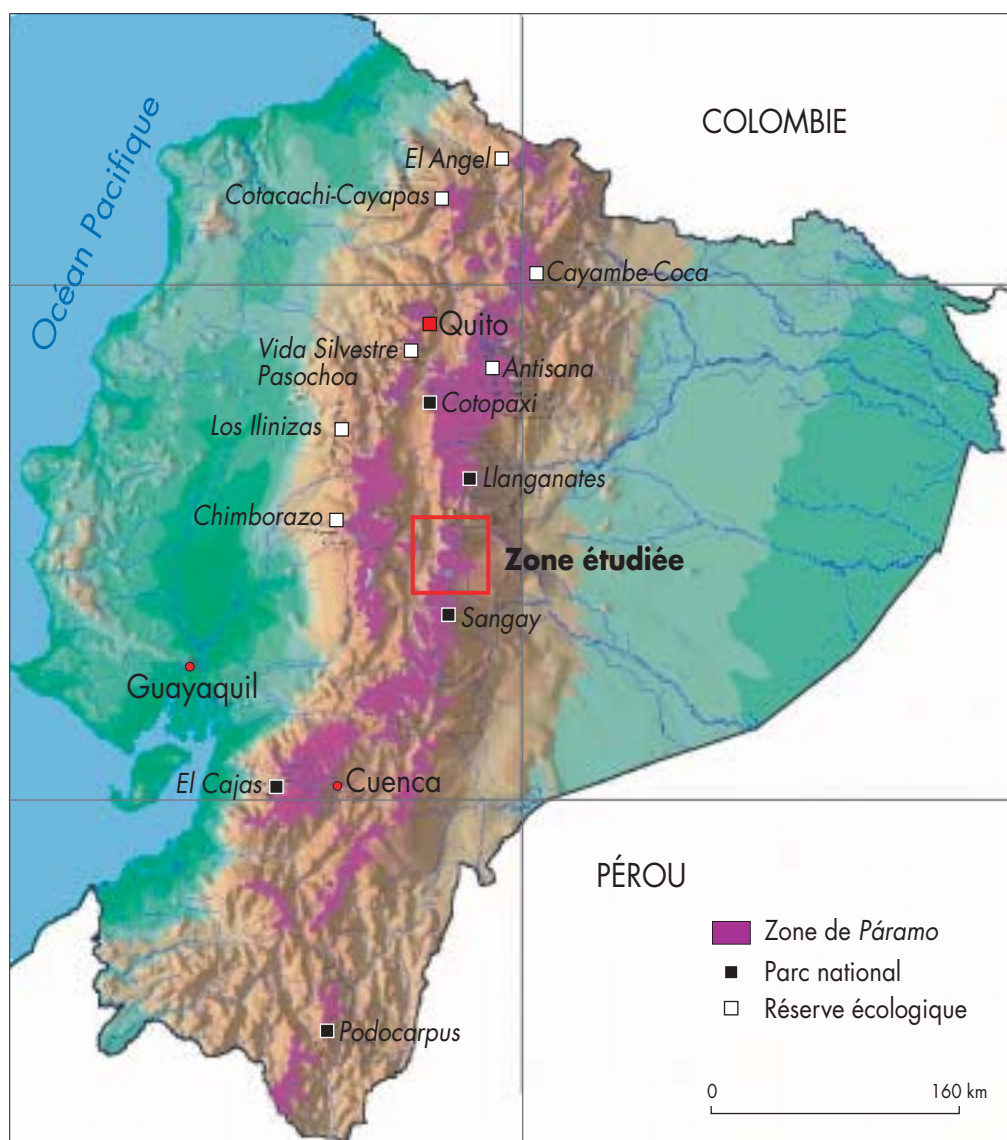 Océan Pacifique
COLOMBIE
El Angel
Cotacachi-Cayapas
Cayambe-Coca
Quito
Vida Silvestre
Pasochoa
Antisana
Cotopaxi
Los Ilinizas
Llanganates
Chimborazo
Zone étudiée
Sangay
Guayaquil
El Cajas
Cuenca
PÉROU
Zone de Páramo
Parc national
Réserve écologique
Podocarpus
0 160 km